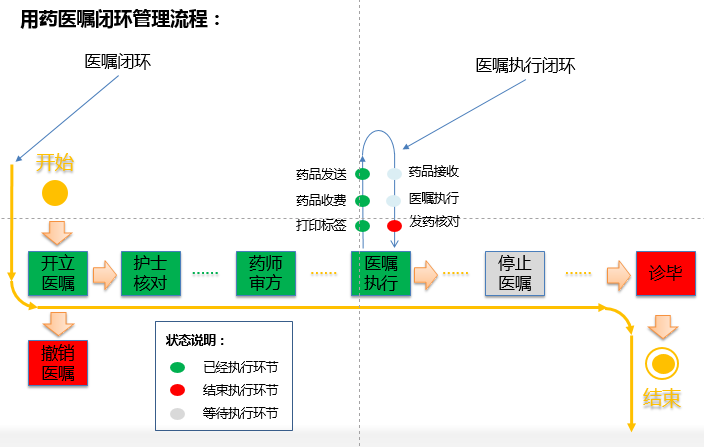 用药医嘱闭环管理流程：
医嘱闭环
医嘱执行闭环
开始
药品发送
药品接收
药品收费
医嘱执行
打印标签
发药核对
开立
医嘱
护士
核对
……
药师
审方
……
医嘱
执行
……
停止
医嘱
……
诊毕
撤销
医嘱
状态说明：
已经执行环节
结束执行环节
等待执行环节
结束